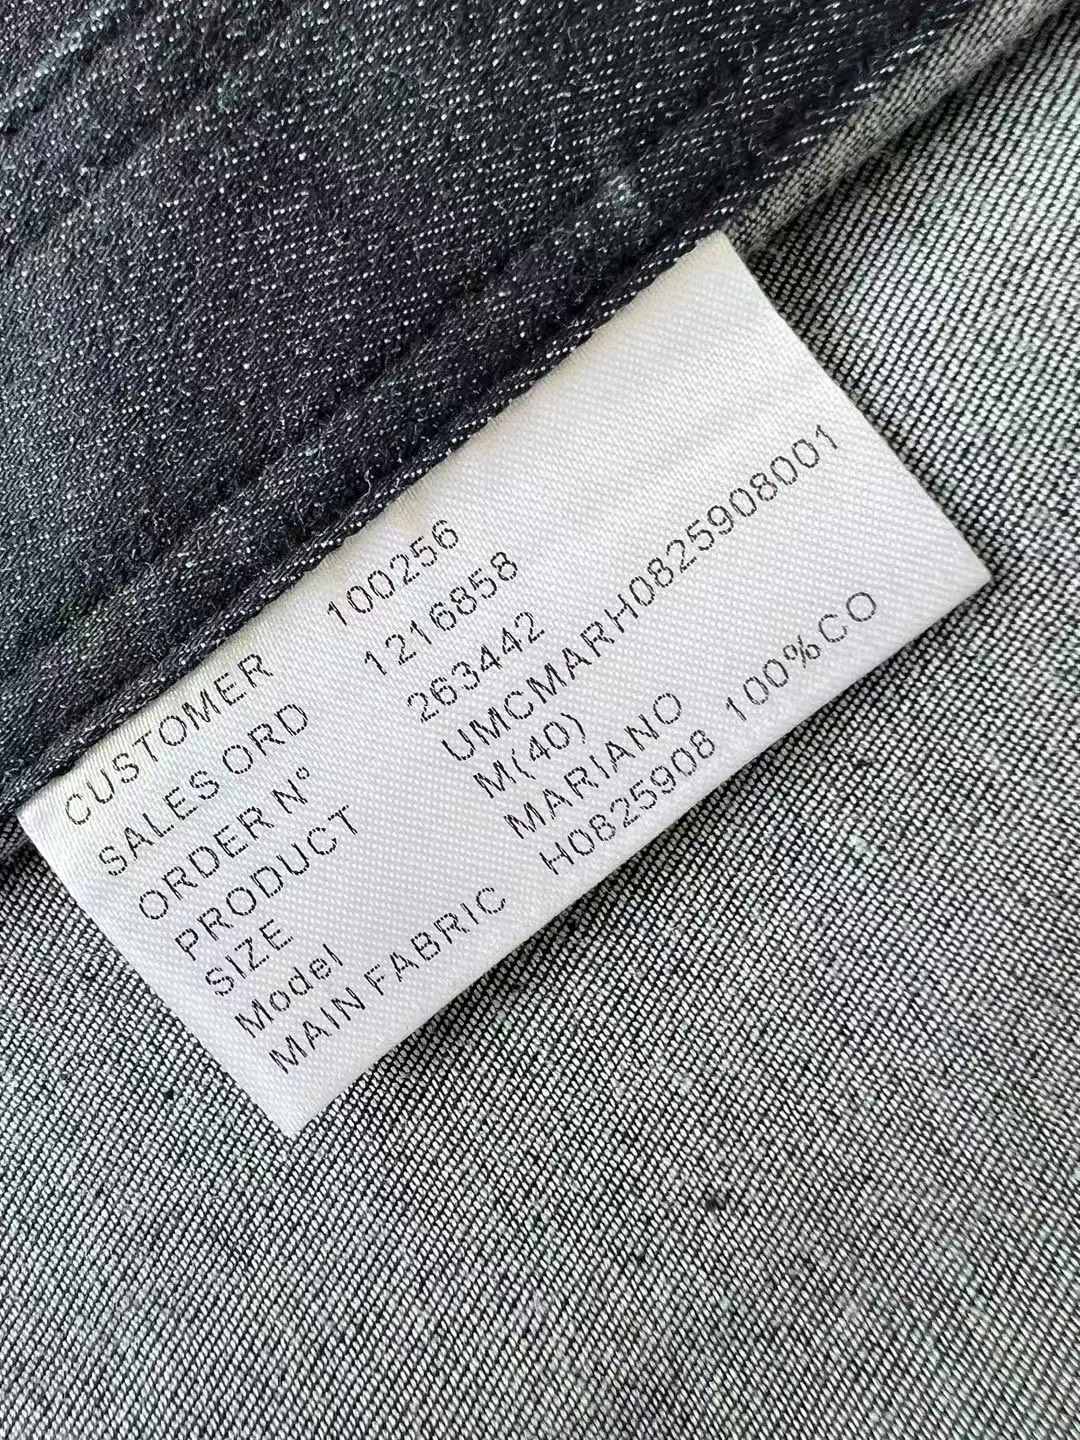 CUSTOMER 100256
SALES ORD 1216858
ORDER N° 263442
PRODUCT UMCMARH0825908001
SIZE M(40)
Model MARIANO
MAIN FABRIC H0825908 100%CO